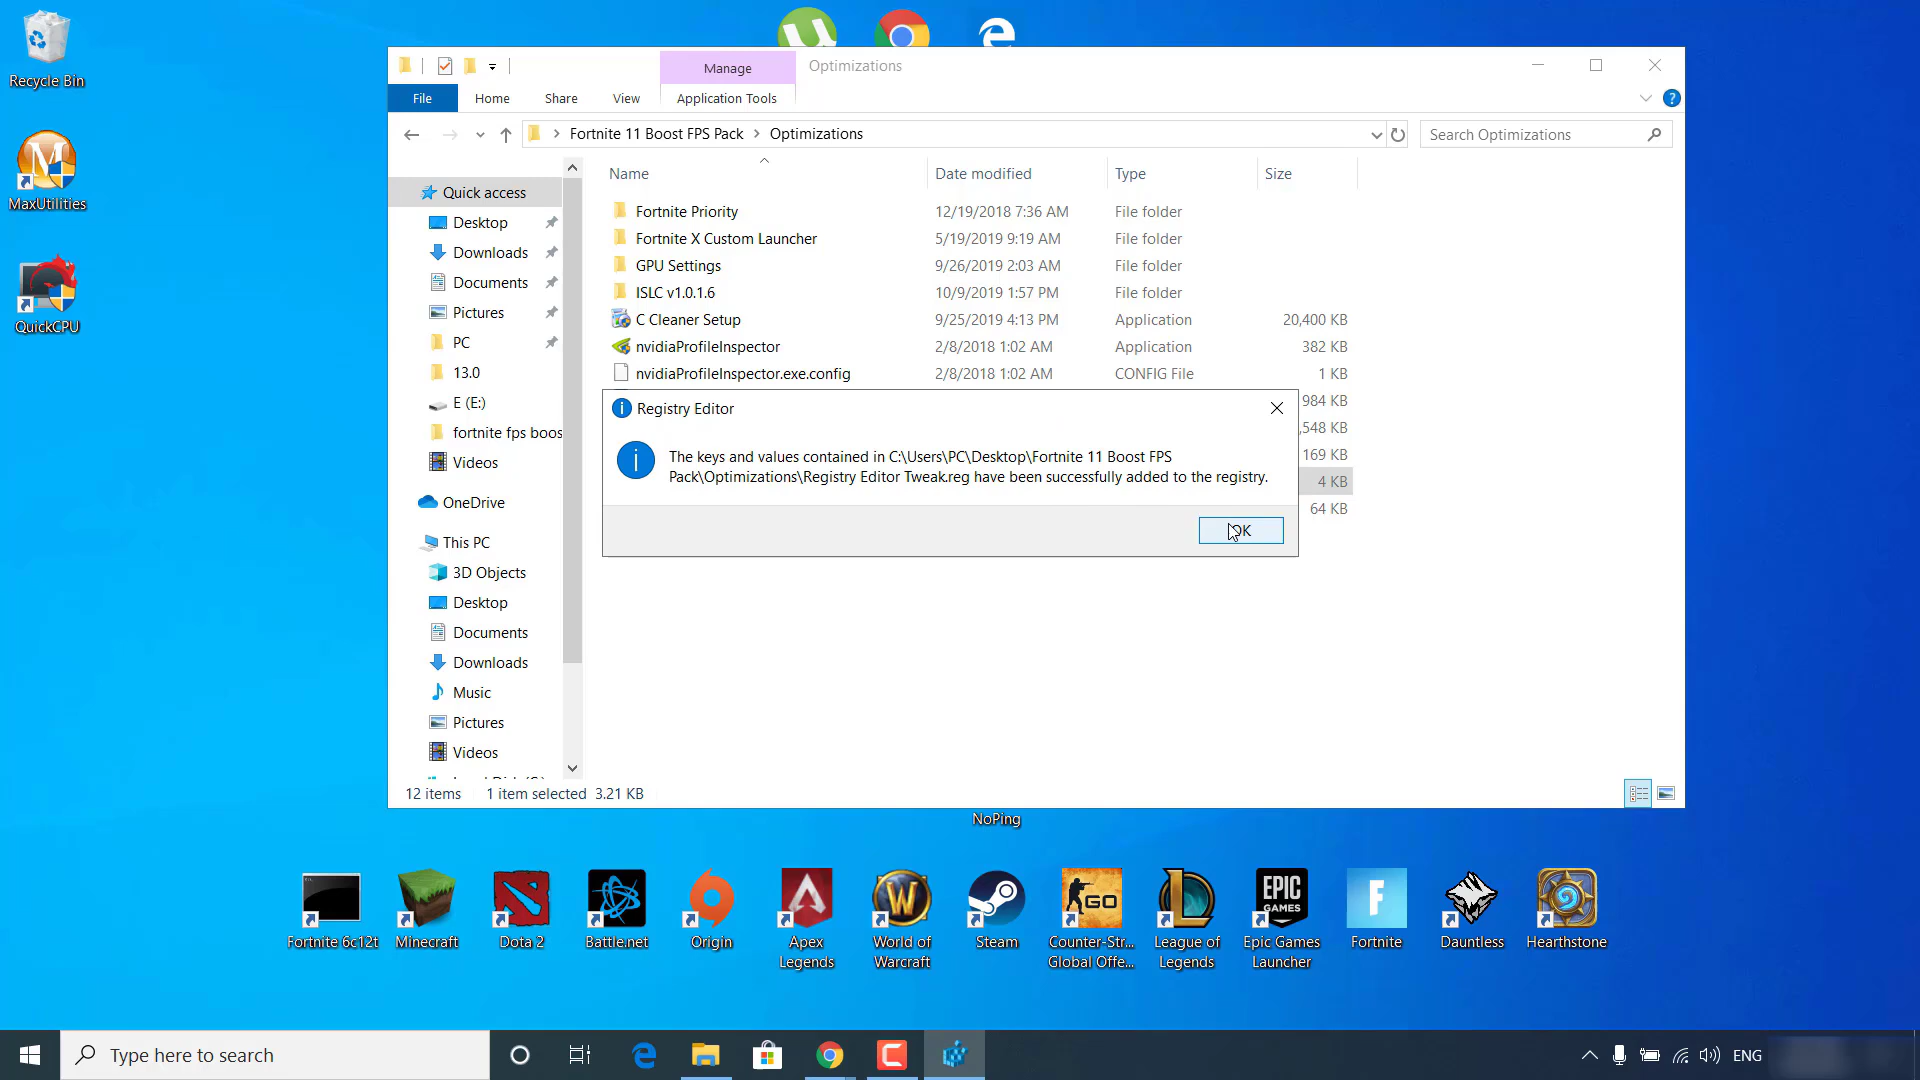 Recycle Bin
MaxUtilities
QuickCPU
Manage
Optimizations
File
Home
Share
View
Application Tools
Fortnite 11 Boost FPS Pack
Optimizations
Search Optimizations
Quick access
Desktop
Downloads
Documents
Pictures
PC
13.0
E (E:)
fortnite fps boos
Videos
OneDrive
This PC
3D Objects
Desktop
Documents
Downloads
Music
Pictures
Videos
Name Date modified Type Size
Fortnite Priority 12/19/2018 7:36 AM File folder
Fortnite X Custom Launcher 5/19/2019 9:19 AM File folder
GPU Settings 9/26/2019 2:03 AM File folder
ISLC v1.0.1.6 10/9/2019 1:57 PM File folder
C Cleaner Setup 9/25/2019 4:13 PM Application 20,400 KB
nvidiaProfileInspector 2/8/2018 1:02 AM Application 382 KB
nvidiaProfileInspector.exe.config 2/8/2018 1:02 AM CONFIG File 1 KB
984 KB
,548 KB
169 KB
4 KB
64 KB
Registry Editor
The keys and values contained in C:\Users\PC\Desktop\Fortnite 11 Boost FPS
Pack\Optimizations\Registry Editor Tweak.reg have been successfully added to the registry.
OK
12 items 1 item selected 3.21 KB
NoPing
Fortnite 6c12t
Minecraft
Dota 2
Battle.net
Origin
Apex
Legends
World of
Warcraft
Steam
GO
Counter-Str...
Global Offe...
League of
Legends
EPIC
GAMES
Epic Games
Launcher
F
Fortnite
Dauntless
Hearthstone
Type here to search
ENG